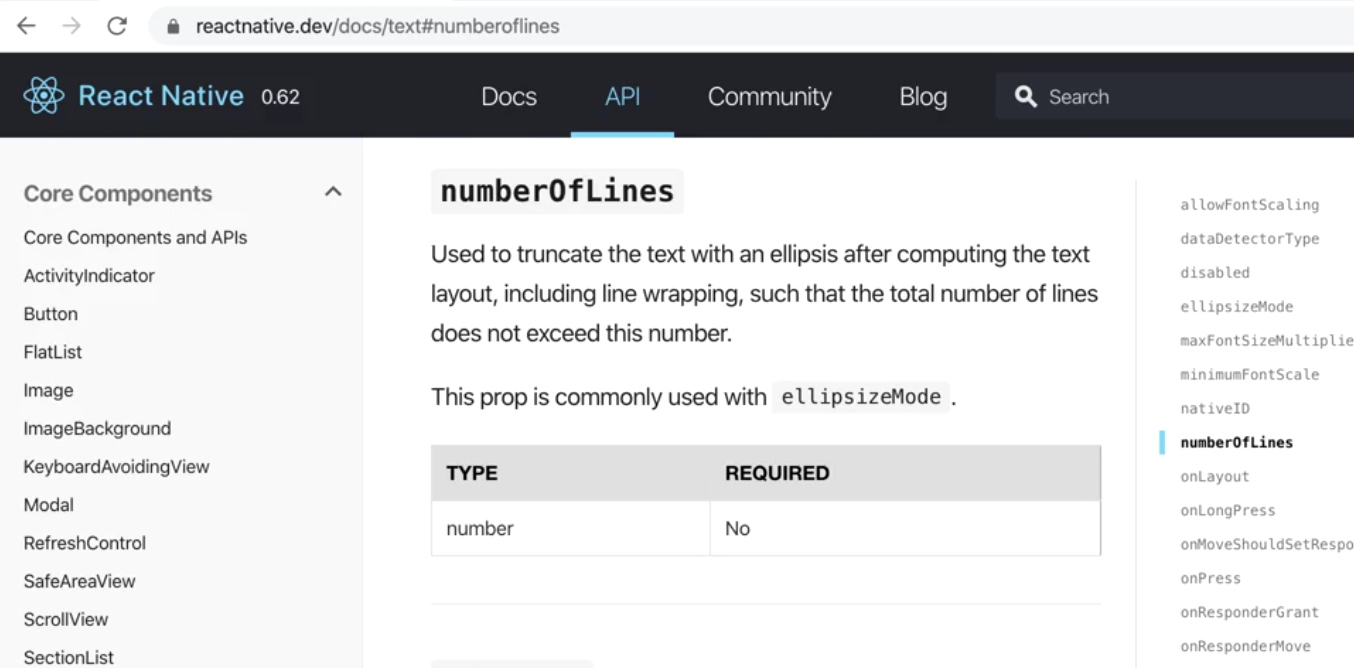 reactnative.dev/docs/text#numberoflines
React Native 0.62 Docs API Community Blog Search
Core Components
Core Components and APIs
ActivityIndicator
Button
FlatList
Image
ImageBackground
KeyboardAvoidingView
Modal
RefreshControl
SafeAreaView
ScrollView
SectionList
numberOfLines
Used to truncate the text with an ellipsis after computing the text
layout, including line wrapping, such that the total number of lines
does not exceed this number.
This prop is commonly used with ellipsizeMode .
TYPE REQUIRED
number No
allowFontScaling
dataDetectorType
disabled
ellipsizeMode
maxFontSizeMultiplie
minimumFontScale
nativeID
numberOfLines
onLayout
onLongPress
onMoveShouldSetRespo
onPress
onResponderGrant
onResponderMove